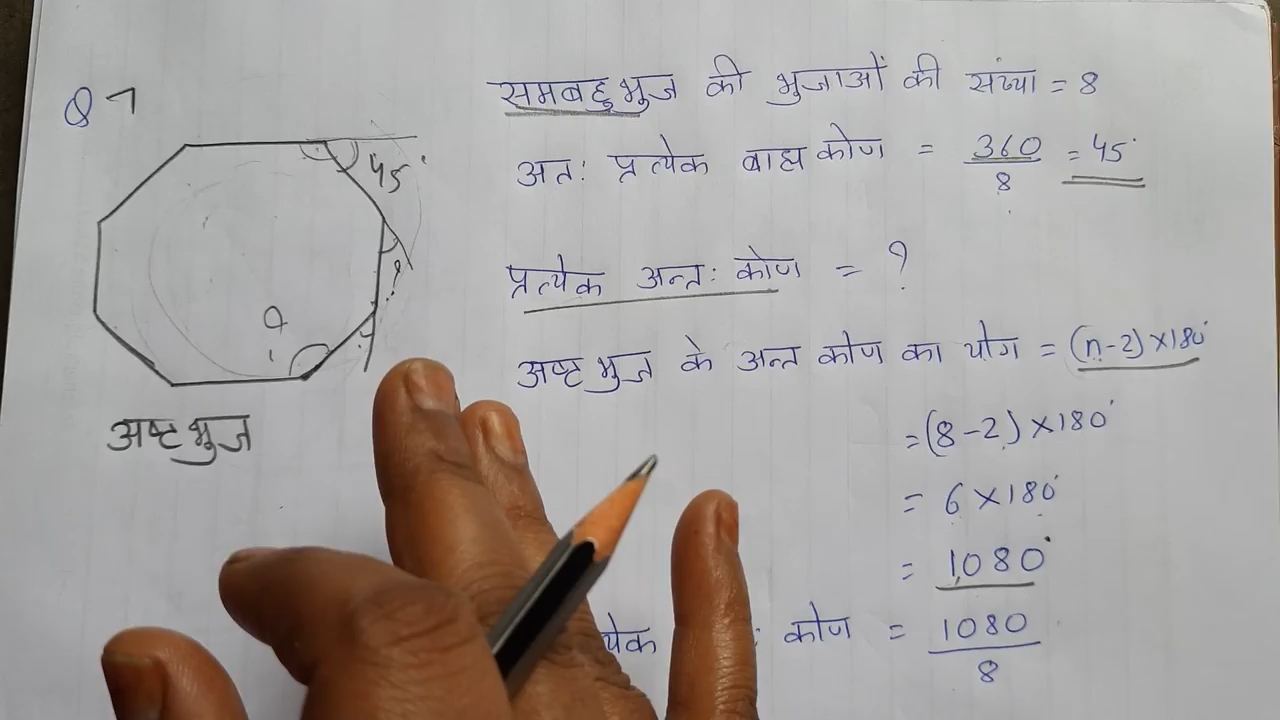 Q 7
समबहुभुज की भुजाओं की संख्या = 8
अतः प्रत्येक बाह्य कोण = 360/8 = 45°
45°
प्रत्येक अन्तः कोण = ?
?
?
अष्टभुज
अष्टभुज के अन्त कोण का योग = (n-2)×180°
= (8-2)×180°
= 6×180°
= 1080°
कोण = 1080/8